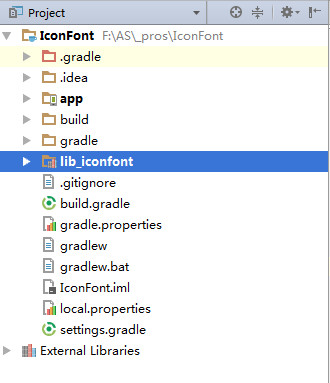 Project
IconFont F:\AS\_pros\IconFont
.gradle
.idea
app
build
gradle
lib_iconfont
.gitignore
build.gradle
gradle.properties
gradlew
gradlew.bat
IconFont.iml
local.properties
settings.gradle
External Libraries